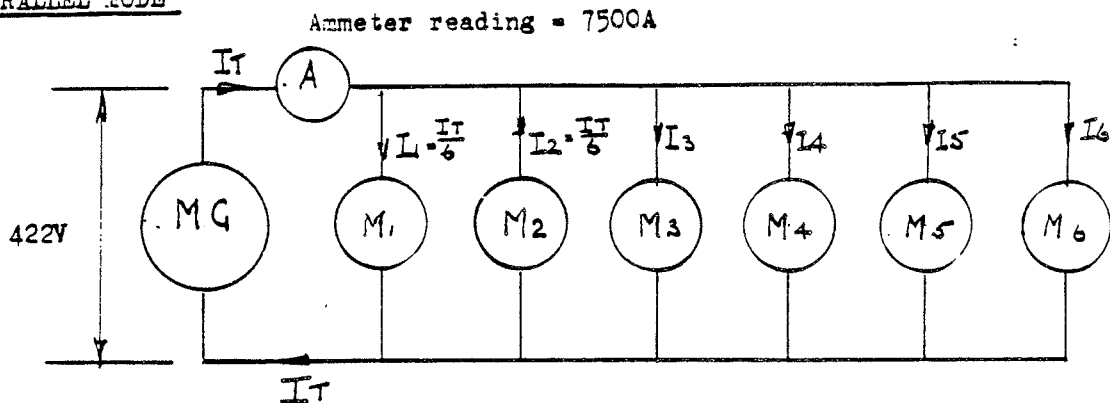 Ammeter reading = 7500A
IT
A
I1 = IT/6
I2 = IT/6
I3
I4
I5
I6
422V
MG
M1
M2
M3
M4
M5
M6
IT